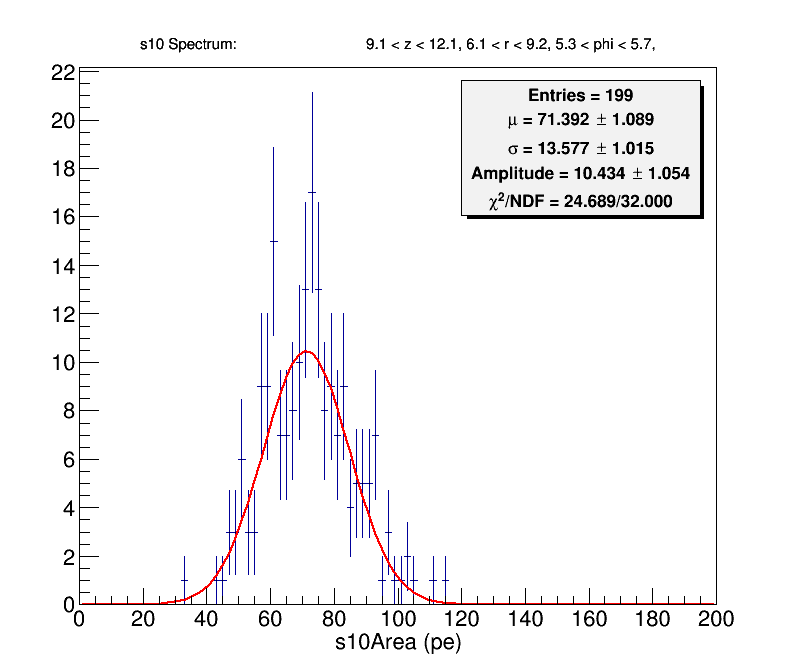 s10 Spectrum: 9.1 < z < 12.1, 6.1 < r < 9.2, 5.3 < phi < 5.7,
Entries = 199
μ = 71.392 ± 1.089
σ = 13.577 ± 1.015
Amplitude = 10.434 ± 1.054
χ²/NDF = 24.689/32.000
22
20
18
16
14
12
10
8
6
4
2
0
0 20 40 60 80 100 120 140 160 180 200
s10Area (pe)